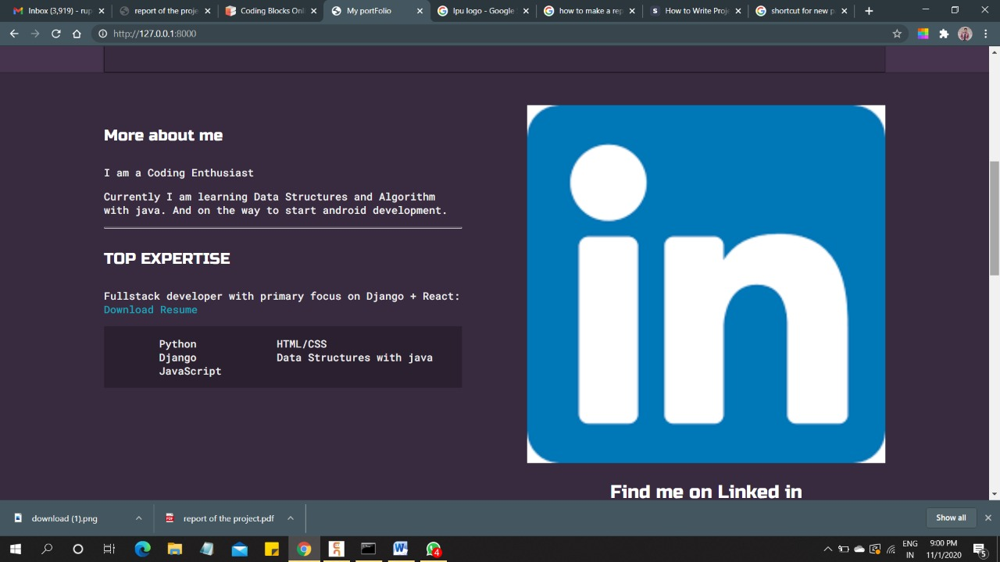 Inbox (3,919) - rup
report of the proje
Coding Blocks Onl
My portFolio
lpu logo - Google
how to make a rep
How to Write Proje
shortcut for new p
http://127.0.0.1:8000
More about me
I am a Coding Enthusiast
Currently I am learning Data Structures and Algorithm
with java. And on the way to start android development.
TOP EXPERTISE
Fullstack developer with primary focus on Django + React:
Download Resume
Python HTML/CSS
Django Data Structures with java
JavaScript
in
Find me on Linked in
download (1).png
report of the project.pdf
Show all
ENG 9:00 PM
IN 11/1/2020
4
5